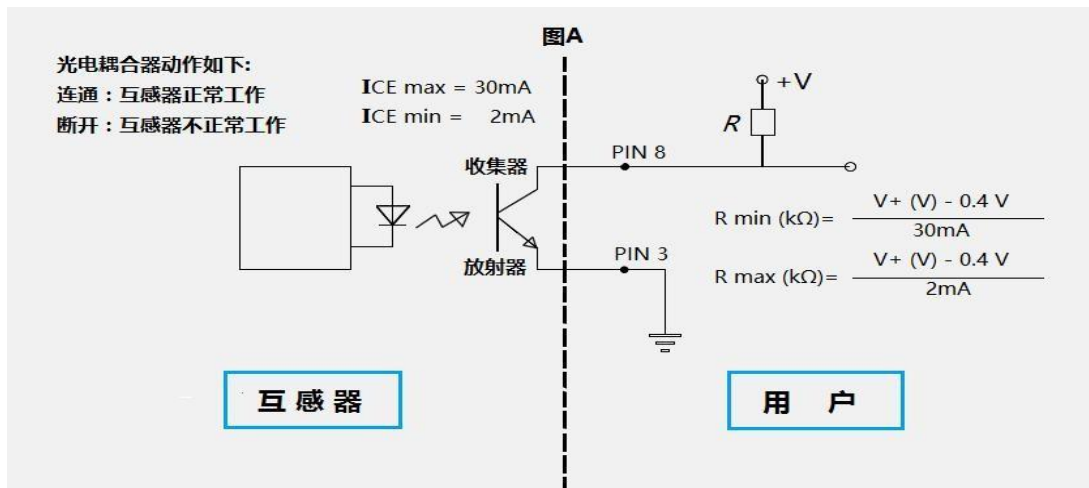 图A
光电耦合器动作如下:
连通：互感器正常工作
断开：互感器不正常工作
ICE max = 30mA
ICE min = 2mA
+V
R
PIN 8
收集器
R min (kΩ)= V+ (V) - 0.4 V
30mA
放射器
PIN 3
R max (kΩ)= V+ (V) - 0.4 V
2mA
互感器
用 户